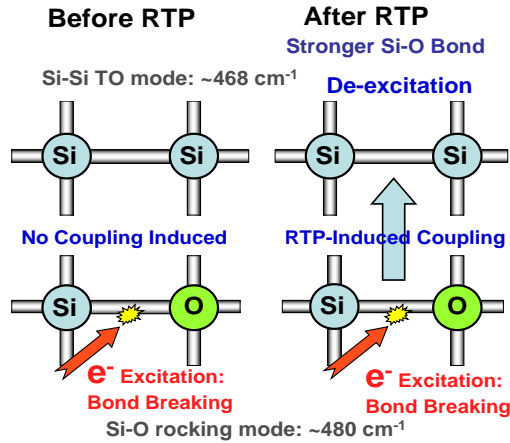 Before RTP
After RTP
Stronger Si-O Bond
Si-Si TO mode: ~468 cm⁻¹
De-excitation
Si Si Si Si
No Coupling Induced
RTP-Induced Coupling
Si O Si O
e⁻ Excitation:
Bond Breaking
e⁻ Excitation:
Bond Breaking
Si-O rocking mode: ~480 cm⁻¹